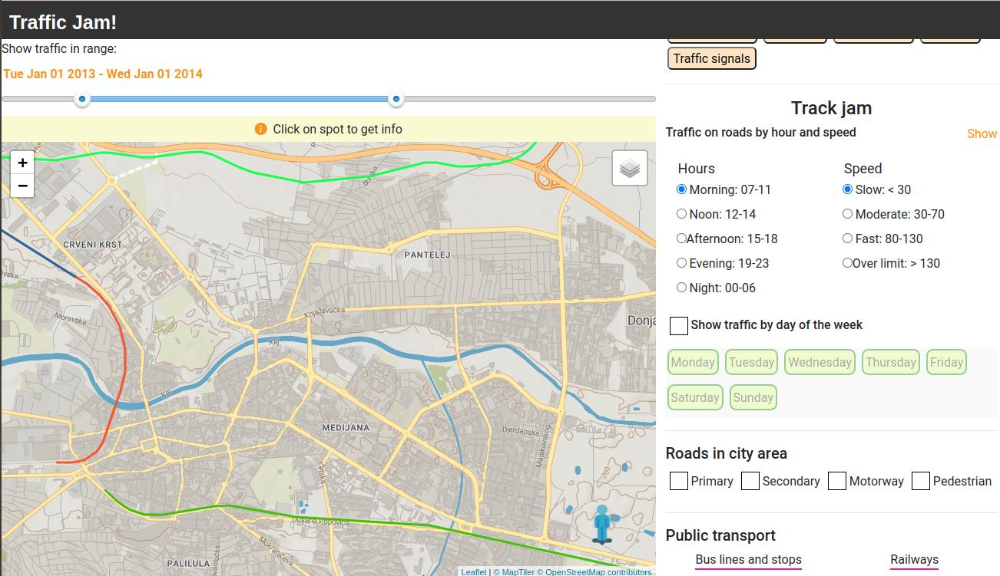 Traffic Jam!
Show traffic in range:
Tue Jan 01 2013 - Wed Jan 01 2014
Click on spot to get info
+
−
CRVENI KRST
PANTELEJ
200
Moravska
Knjaževačka
Donja
Kej
Kej
200
MEDIJANA
Djerdapska
Majakovskog
200
Zetska
Dušana Popovića
Mokranjčeva
PALILULA
Leaflet | © MapTiler © OpenStreetMap contributors
Traffic signals
Track jam
Traffic on roads by hour and speed
Show
Hours
Speed
Morning: 07-11
Slow: < 30
Noon: 12-14
Moderate: 30-70
Afternoon: 15-18
Fast: 80-130
Evening: 19-23
Over limit: > 130
Night: 00-06
Show traffic by day of the week
Monday Tuesday Wednesday Thursday Friday
Saturday Sunday
Roads in city area
Primary Secondary Motorway Pedestrian
Public transport
Bus lines and stops Railways